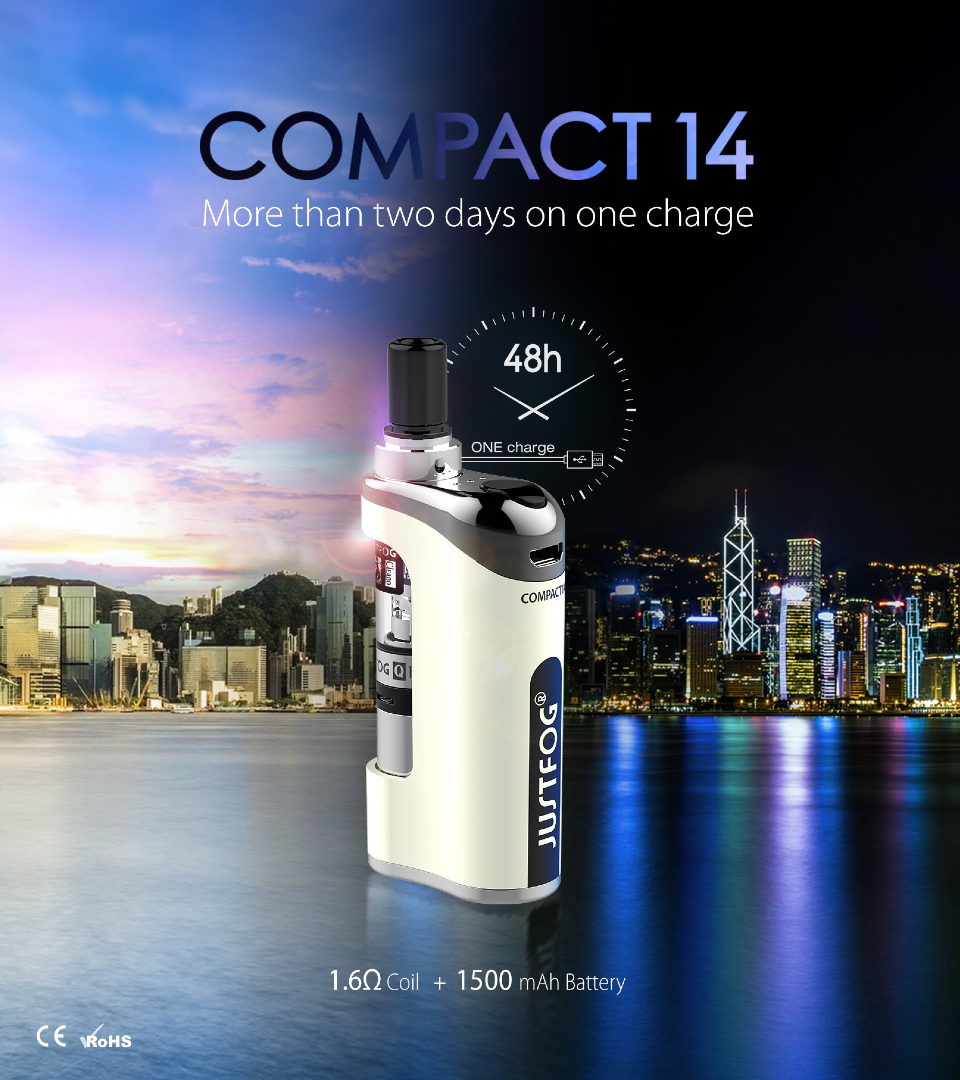 COMPACT 14
More than two days on one charge
48h
ONE charge
COMPACT
JUSTFOG®
1.6Ω Coil + 1500 mAh Battery
CE RoHS